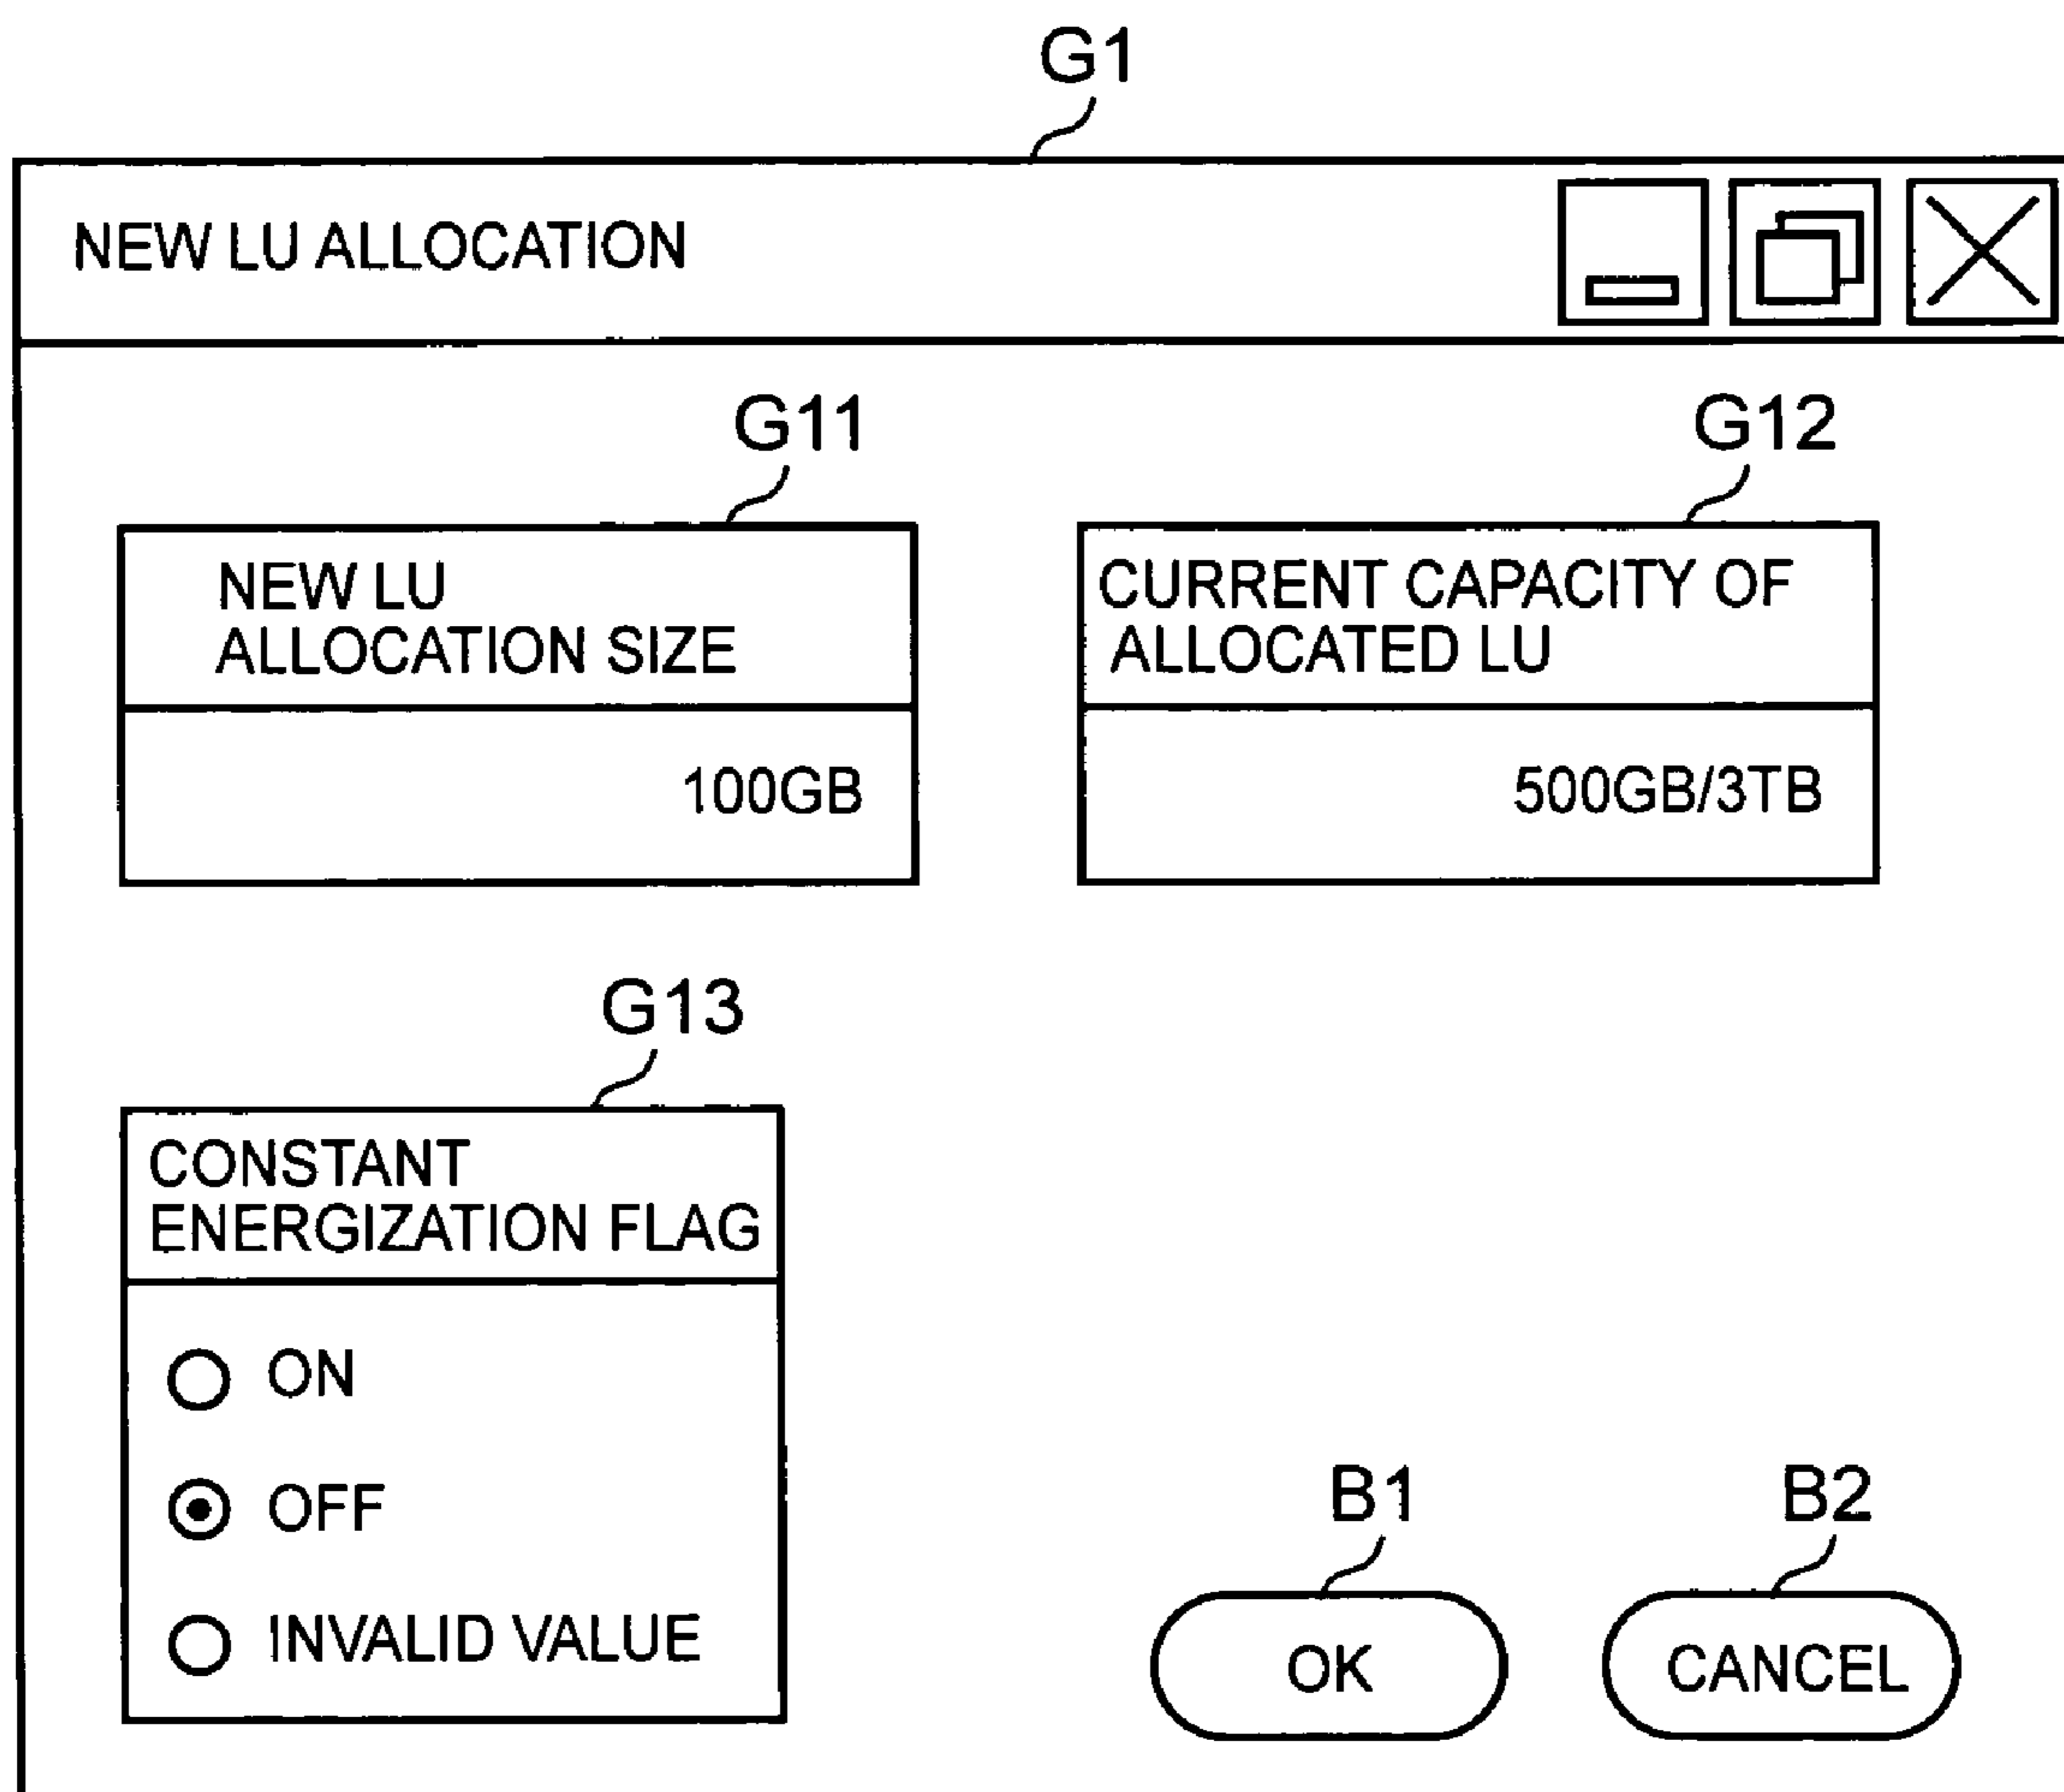 G1
NEW LU ALLOCATION
G11
G12
NEW LU
ALLOCATION SIZE
100GB
CURRENT CAPACITY OF
ALLOCATED LU
500GB/3TB
G13
CONSTANT
ENERGIZATION FLAG
ON
OFF
INVALID VALUE
B1
B2
OK
CANCEL